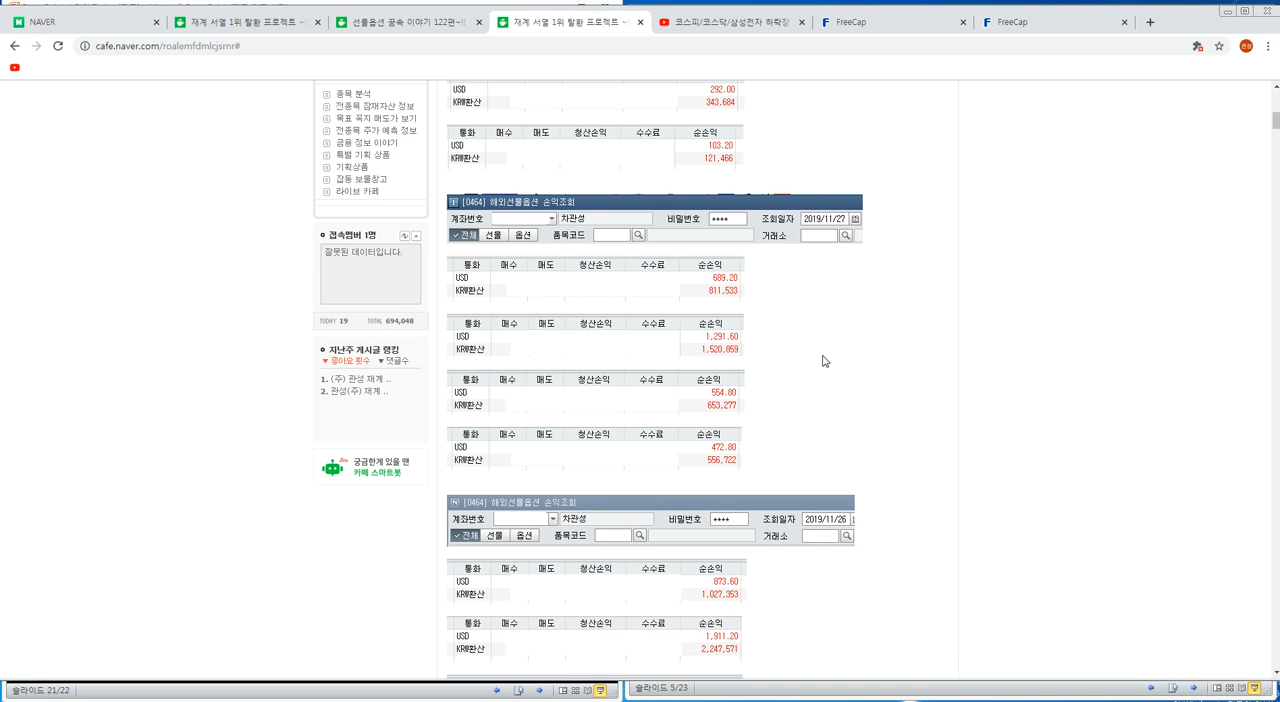 NAVER
재계 서열 1위 탈환 프로젝트 -
선물옵션 꽁속 이야기 122편~!
재계 서열 1위 탈환 프로젝트 -
코스피/코스닥/삼성전자 하락장
FreeCap
FreeCap
cafe.naver.com/roalemfdmlcjsrnr#
관성
종목 분석
전종목 잠재자산 정보
목표 꼭지 매도가 보기
전종목 주가 예측 정보
금융 정보 이야기
특별 기획 상품
기획상품
잡동 보물창고
라이브 카페
접속멤버 1명
잘못된 데이터입니다.
TODAY 19 TOTAL 694,048
지난주 게시글 랭킹
▼ 좋아요 횟수 ▼ 댓글수
1. (주) 관성 재계 ..
2. 관성(주) 재계 ..
궁금한게 있을 땐
카페 스마트봇
USD 292.00
KRW환산 343,684
통화 매수 매도 청산손익 수수료 순손익
USD 103.20
KRW환산 121,466
[0464] 해외선물옵션 손익조회
계좌번호 차관성 비밀번호 **** 조회일자 2019/11/27
전체 선물 옵션 품목코드 거래소
통화 매수 매도 청산손익 수수료 순손익
USD 689.20
KRW환산 811,533
통화 매수 매도 청산손익 수수료 순손익
USD 1,291.60
KRW환산 1,520,859
통화 매수 매도 청산손익 수수료 순손익
USD 554.80
KRW환산 653,277
통화 매수 매도 청산손익 수수료 순손익
USD 472.80
KRW환산 556,722
[0464] 해외선물옵션 손익조회
계좌번호 차관성 비밀번호 **** 조회일자 2019/11/26
전체 선물 옵션 품목코드 거래소
통화 매수 매도 청산손익 수수료 순손익
USD 873.60
KRW환산 1,027,353
통화 매수 매도 청산손익 수수료 순손익
USD 1,911.20
KRW환산 2,247,571
슬라이드 21/22
슬라이드 5/23